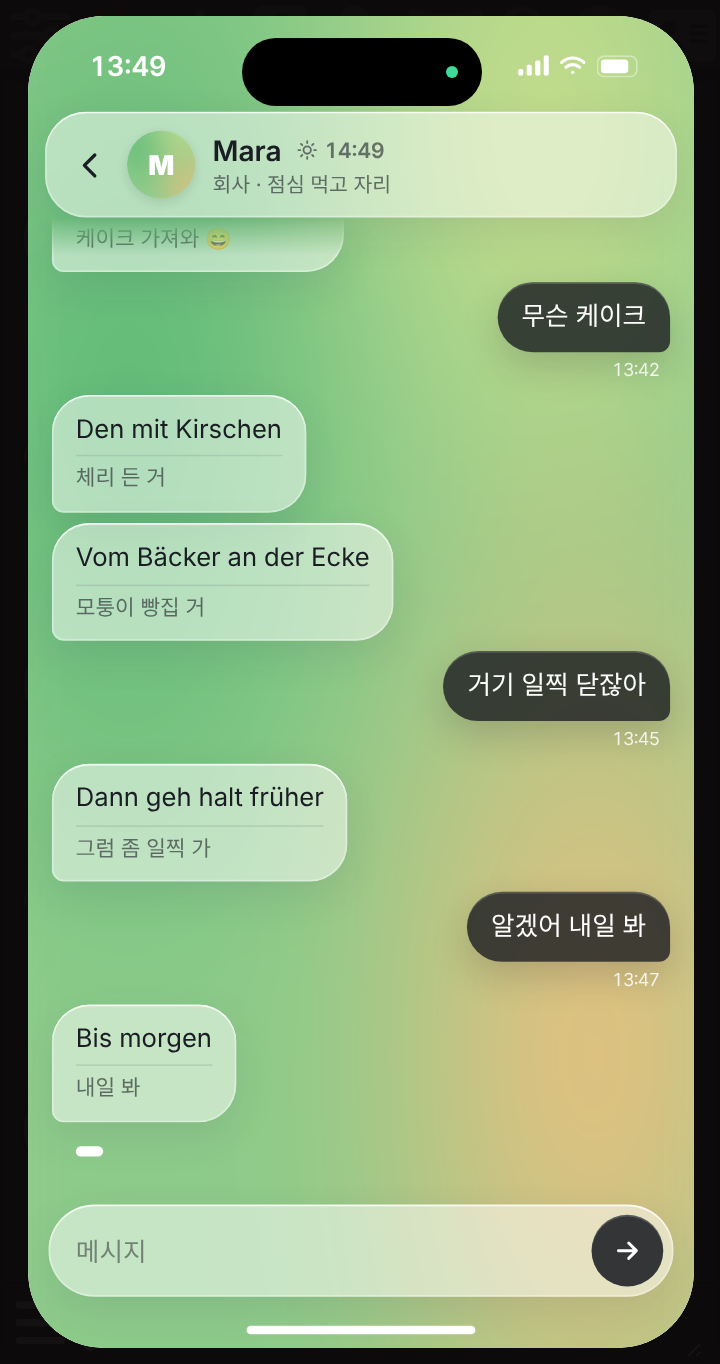 13:49
M
Mara 14:49
회사 · 점심 먹고 자리
케이크 가져와 😄
무슨 케이크
13:42
Den mit Kirschen
체리 든 거
Vom Bäcker an der Ecke
모퉁이 빵집 거
거기 일찍 닫잖아
13:45
Dann geh halt früher
그럼 좀 일찍 가
알겠어 내일 봐
13:47
Bis morgen
내일 봐
메시지